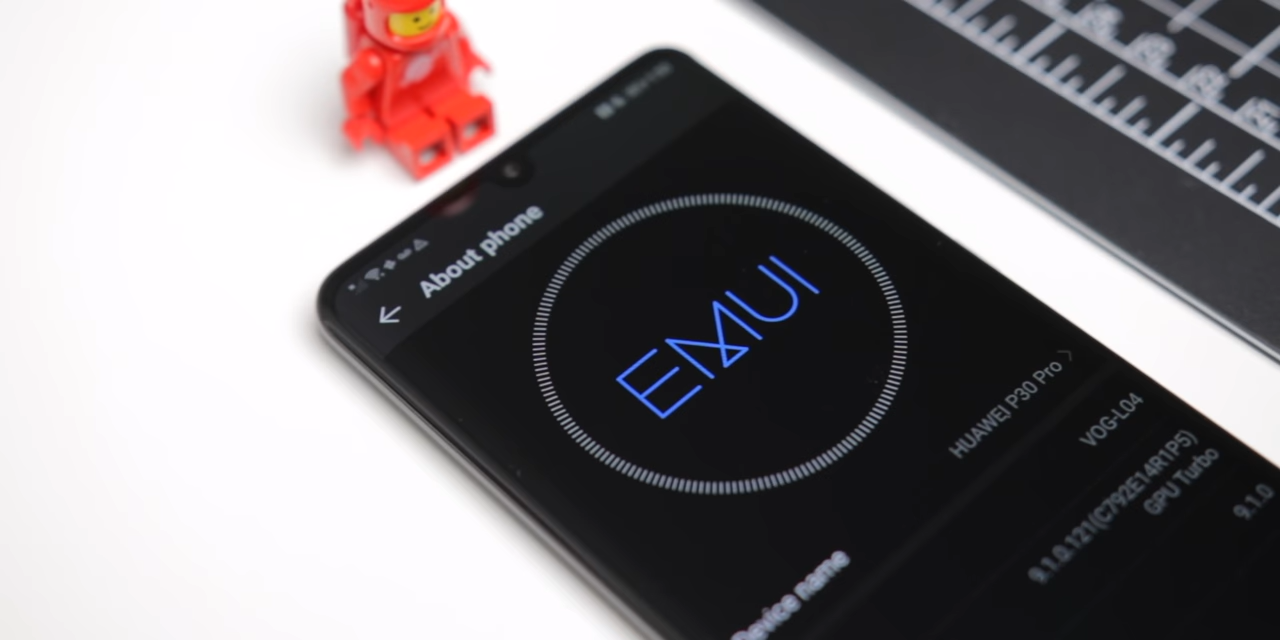 About phone
EMUI
HUAWEI P30 Pro
VOG-L04
9.1.0.121(C792E14R1P5)
GPU Turbo
9.1.0
Device name